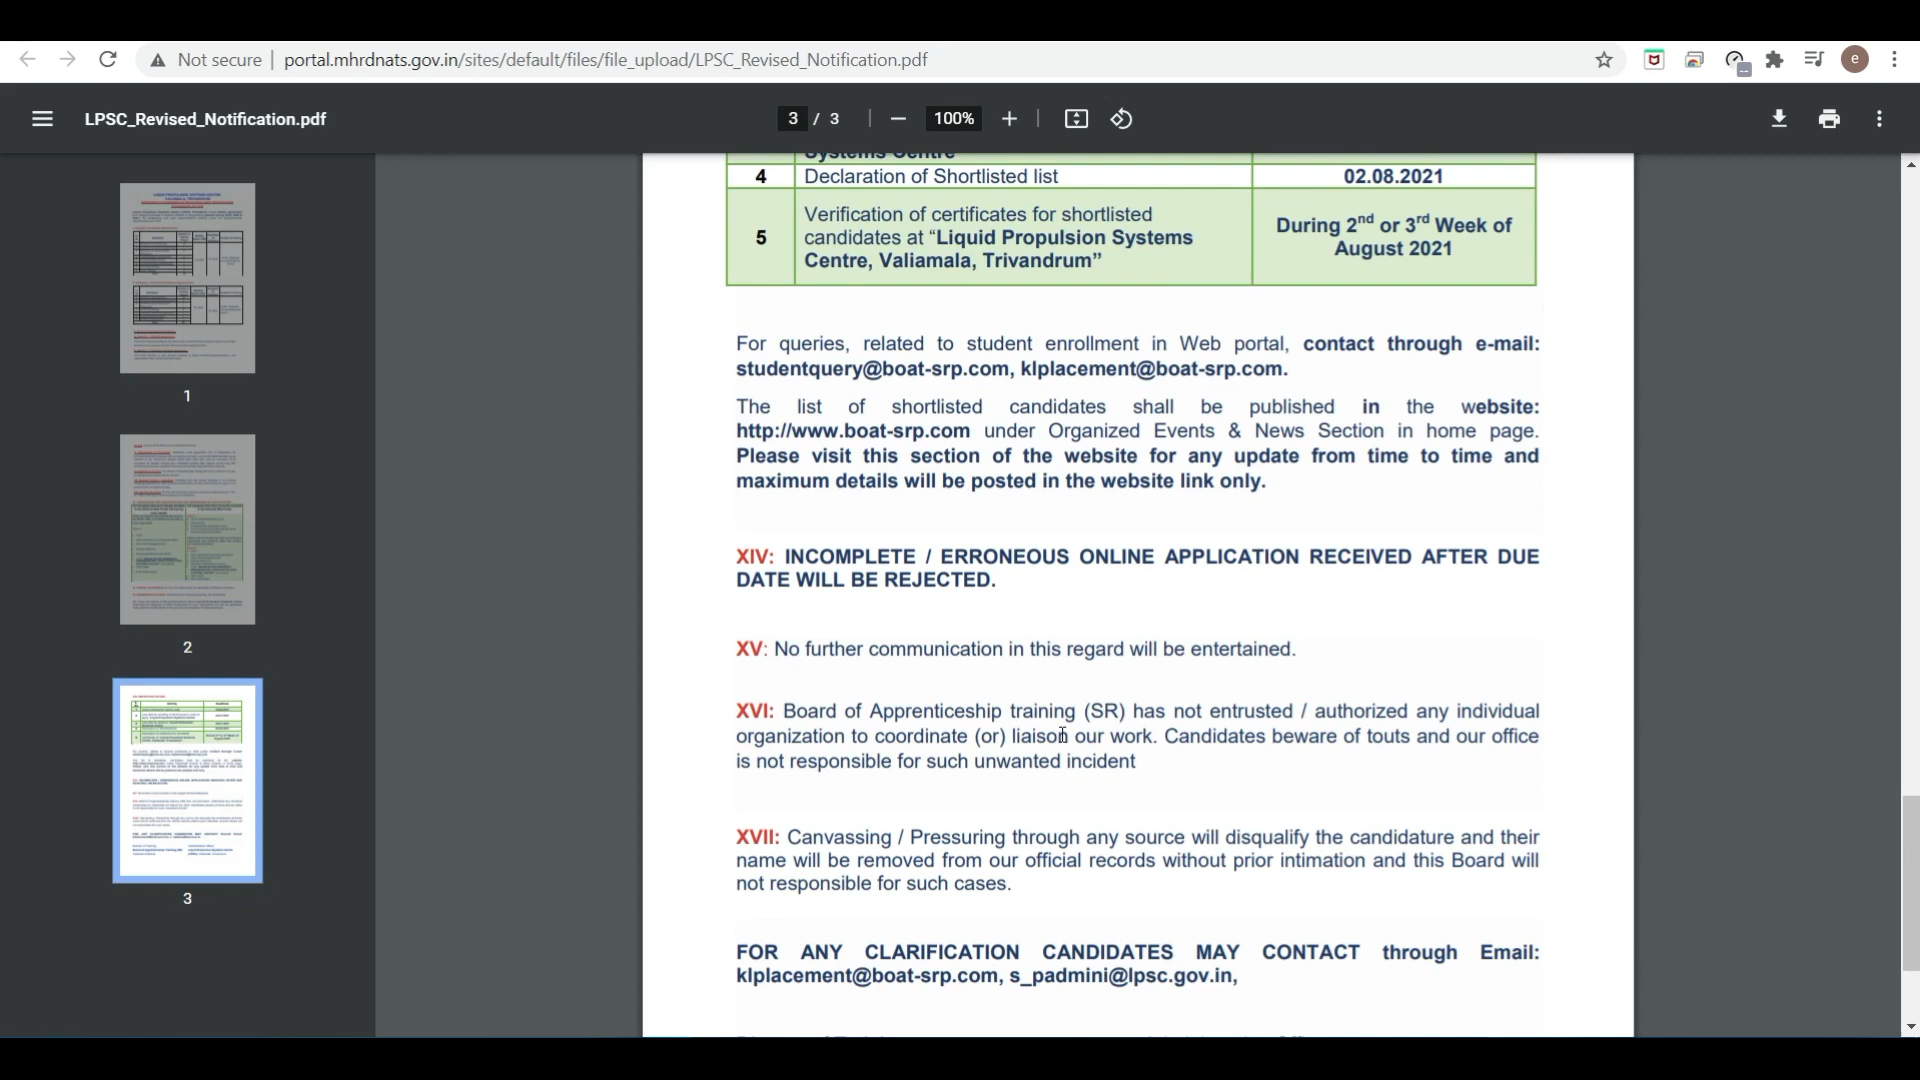 Not secure | portal.mhrdnats.gov.in/sites/default/files/file_upload/LPSC_Revised_Notification.pdf
e
LPSC_Revised_Notification.pdf
3 / 3
100%
Systems Centre
4 Declaration of Shortlisted list 02.08.2021
5
Verification of certificates for shortlisted
candidates at “Liquid Propulsion Systems
Centre, Valiamala, Trivandrum”
During 2nd or 3rd Week of
August 2021
For queries, related to student enrollment in Web portal, contact through e-mail:
studentquery@boat-srp.com, klplacement@boat-srp.com.
The list of shortlisted candidates shall be published in the website:
http://www.boat-srp.com under Organized Events & News Section in home page.
Please visit this section of the website for any update from time to time and
maximum details will be posted in the website link only.
XIV: INCOMPLETE / ERRONEOUS ONLINE APPLICATION RECEIVED AFTER DUE
DATE WILL BE REJECTED.
XV: No further communication in this regard will be entertained.
XVI: Board of Apprenticeship training (SR) has not entrusted / authorized any individual
organization to coordinate (or) liaison our work. Candidates beware of touts and our office
is not responsible for such unwanted incident
XVII: Canvassing / Pressuring through any source will disqualify the candidature and their
name will be removed from our official records without prior intimation and this Board will
not responsible for such cases.
FOR ANY CLARIFICATION CANDIDATES MAY CONTACT through Email:
klplacement@boat-srp.com, s_padmini@lpsc.gov.in,
1
2
3